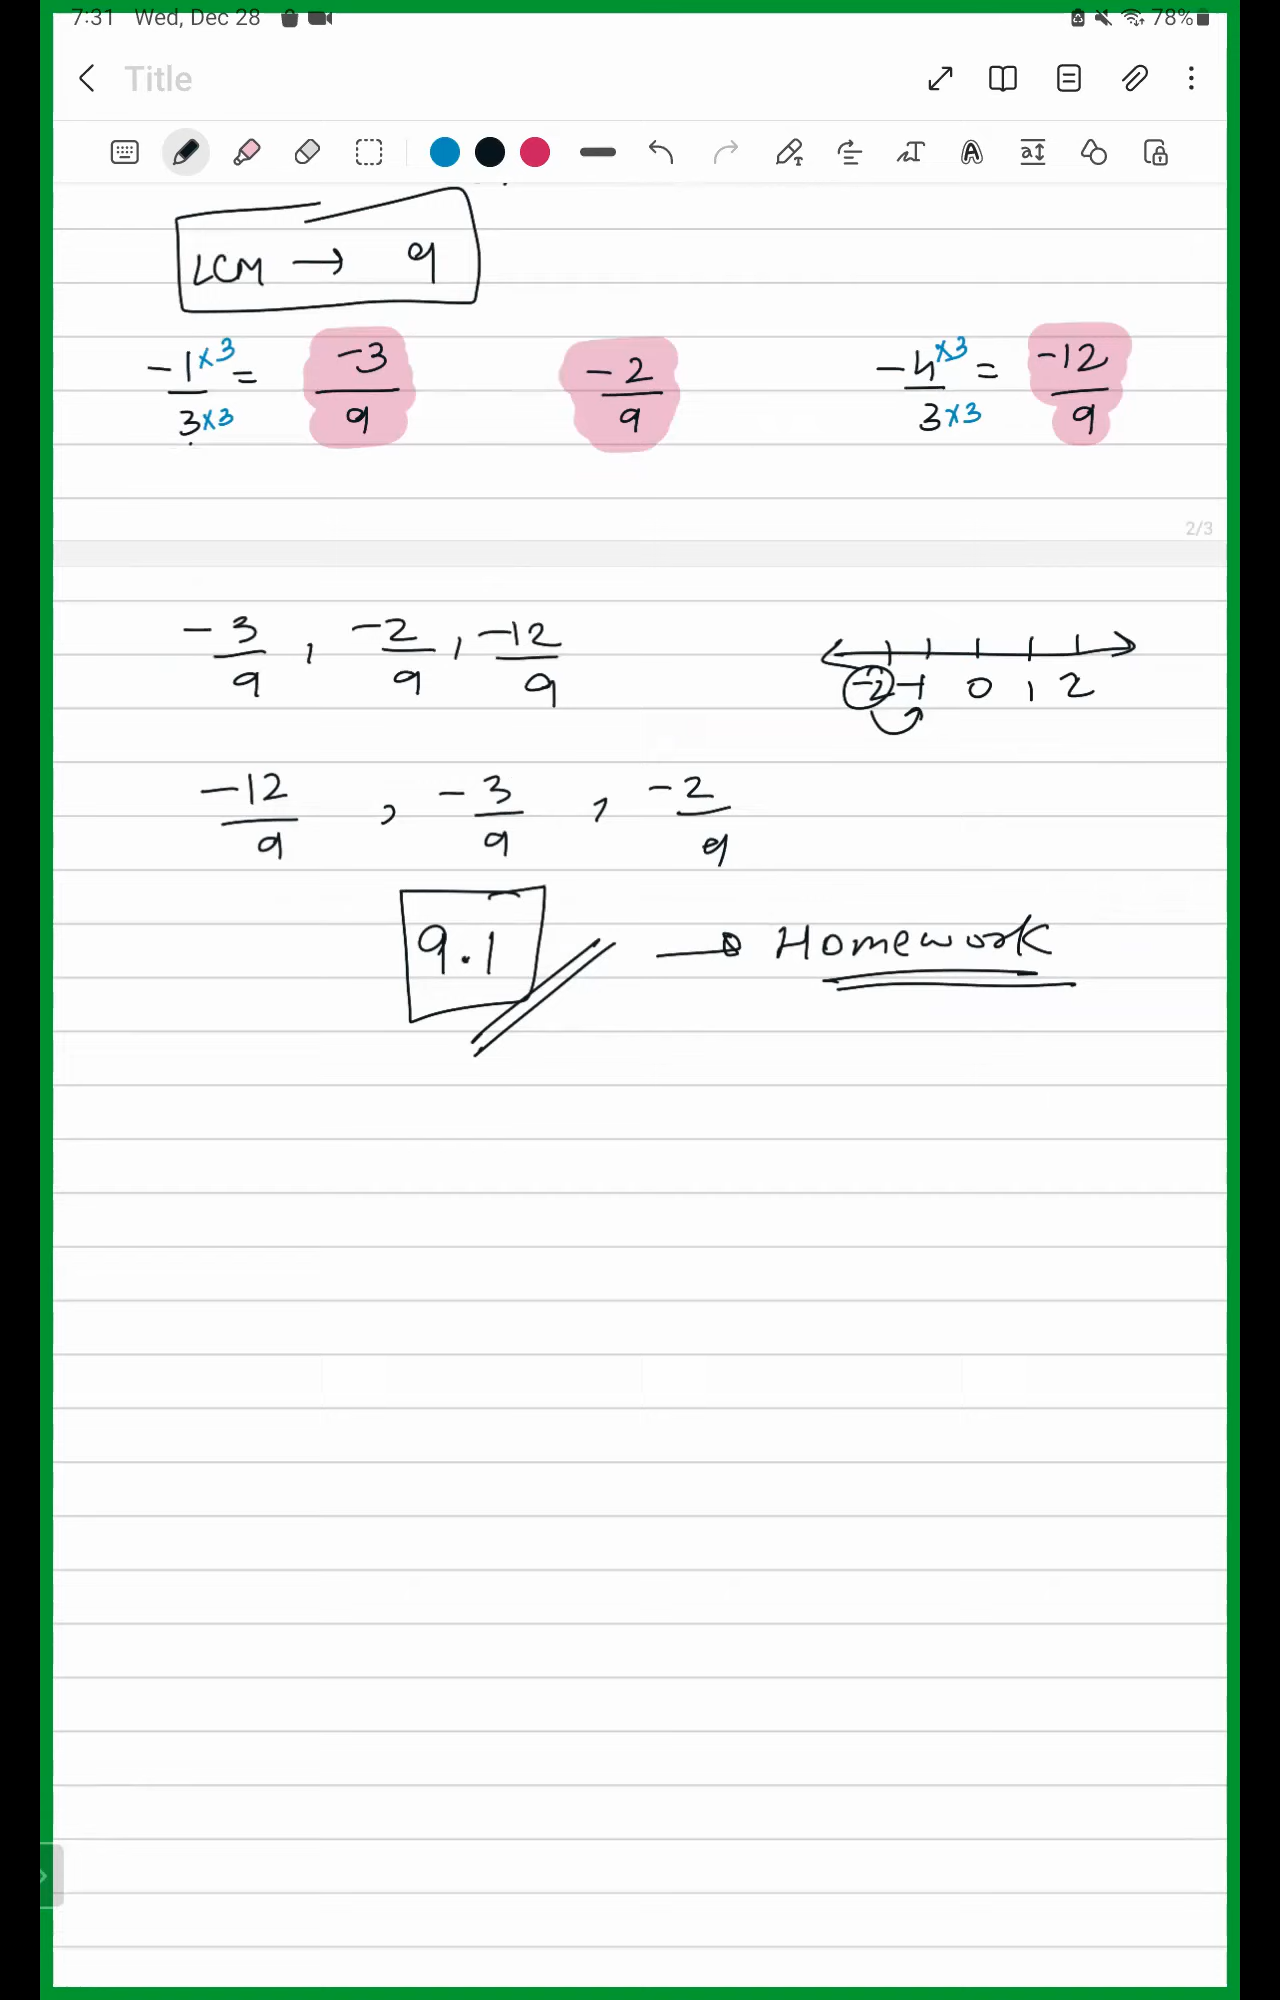 7:31 Wed, Dec 28 78%
Title
LCM → 9
-1×3/3×3 = -3/9 -2/9 -4×3/3×3 = -12/9
2/3
-3/9 , -2/9 , -12/9
-2 -1 0 1 2
-12/9 , -3/9 , -2/9
9.1 → Homework